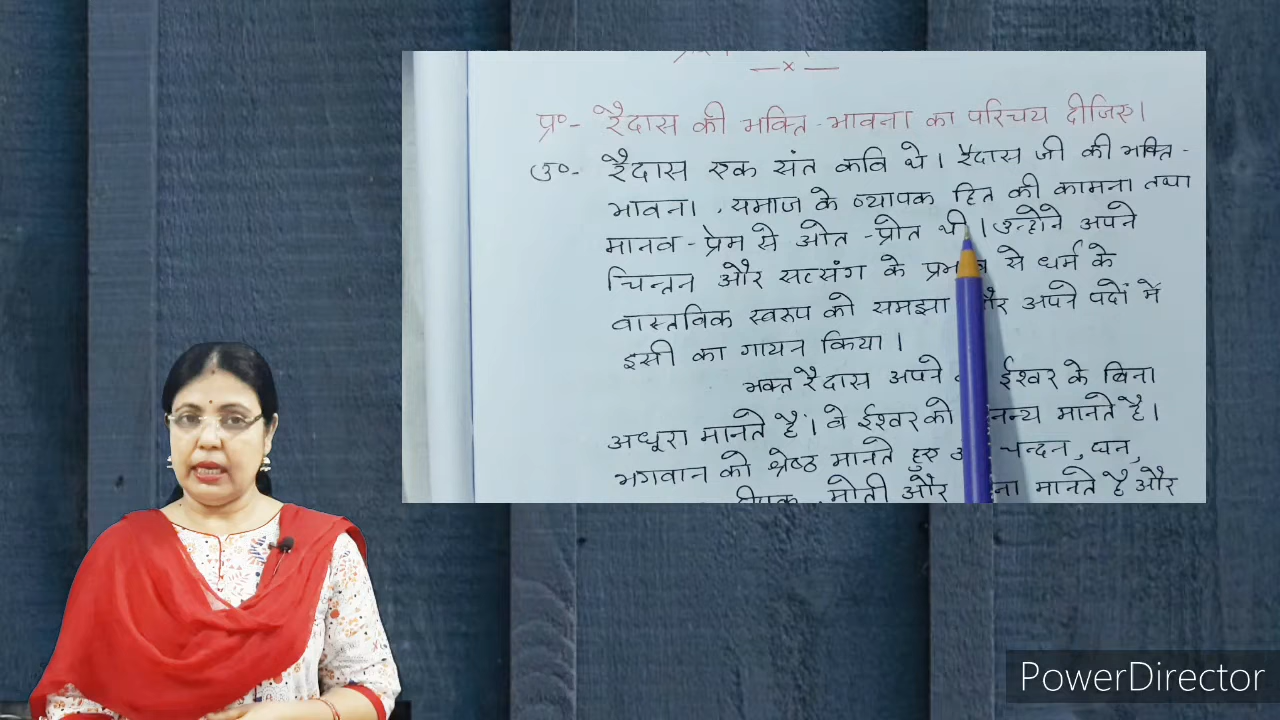 —x—
प्र०- रैदास की भक्ति-भावना का परिचय दीजिए।
उ०- रैदास एक संत कवि थे। रैदास जी की भक्ति-
भावना, समाज के व्यापक हित की कामना तथा
मानव-प्रेम से ओत-प्रोत थी। उन्होंने अपने
चिन्तन और सत्संग के से धर्म के
वास्तविक स्वरूप को समझा और अपने पदों में
इसी का गायन किया।
भक्त रैदास अपने ईश्वर के बिना
अधूरा मानते हैं। वे ईश्वर को मानते है।
भगवान को श्रेष्ठ मानते हुए चन्दन, घन,
दीपक, मोती और मानते है और
PowerDirector